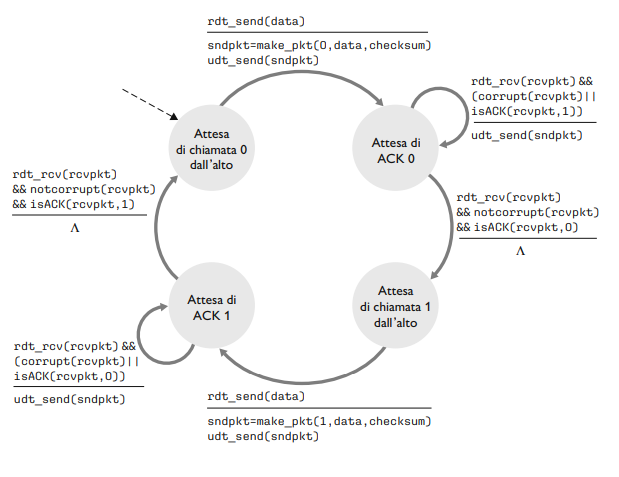 rdt_send(data)
sndpkt=make_pkt(0,data,checksum)
udt_send(sndpkt)
rdt_rcv(rcvpkt) &&
(corrupt(rcvpkt)||
isACK(rcvpkt,1))
udt_send(sndpkt)
Attesa
di chiamata 0
dall'alto
Attesa di
ACK 0
rdt_rcv(rcvpkt)
&& notcorrupt(rcvpkt)
&& isACK(rcvpkt,1)
Λ
rdt_rcv(rcvpkt)
&& notcorrupt(rcvpkt)
&& isACK(rcvpkt,0)
Λ
Attesa di
ACK 1
Attesa
di chiamata 1
dall'alto
rdt_rcv(rcvpkt) &&
(corrupt(rcvpkt)||
isACK(rcvpkt,0))
udt_send(sndpkt)
rdt_send(data)
sndpkt=make_pkt(1,data,checksum)
udt_send(sndpkt)